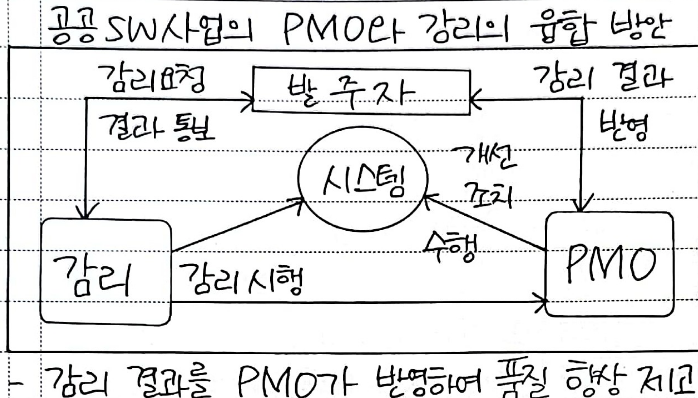 공공SW사업의 PMO와 감리의 융합 방안
감리요청
발주자
감리 결과
결과 통보
반영
시스템
개선
조치
감리
감리 시행
수행
PMO
- 감리 결과를 PMO가 반영하여 품질 향상 제고